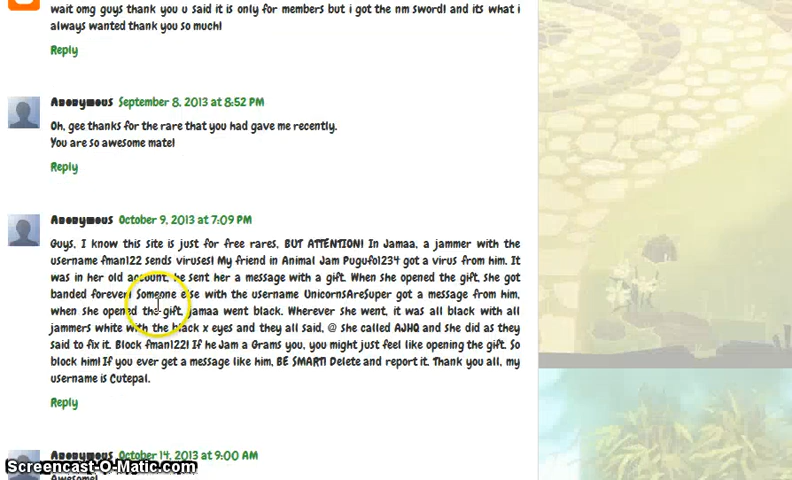 wait omg guys thank you u said it is only for members but i got the nm sword! and its what i
always wanted thank you so much!
Reply
Anonymous September 8, 2013 at 8:52 PM
Oh, gee thanks for the rare that you had gave me recently.
You are so awesome mate!
Reply
Anonymous October 9, 2013 at 7:09 PM
Guys, I know this site is just for free rares, BUT ATTENTION! In Jamaa, a jammer with the
username fman122 sends viruses! My friend in Animal Jam Pugufo1234 got a virus from him. It
was in her old account, he sent her a message with a gift. When she opened the gift, she got
banded forever! Someone else with the username UnicornsAreSuper got a message from him,
when she opened the gift, Jamaa went black. Wherever she went, it was all black with all
jammers white with the black x eyes and they all said, @ she called AJHQ and she did as they
said to fix it. Block fman122! If he Jam a Grams you, you might just feel like opening the gift. So
block him! If you ever get a message like him, BE SMART! Delete and report it. Thank you all, my
username is Cutepal.
Reply
Anonymous October 14, 2013 at 9:00 AM
Awesome!
Screencast-O-Matic.com